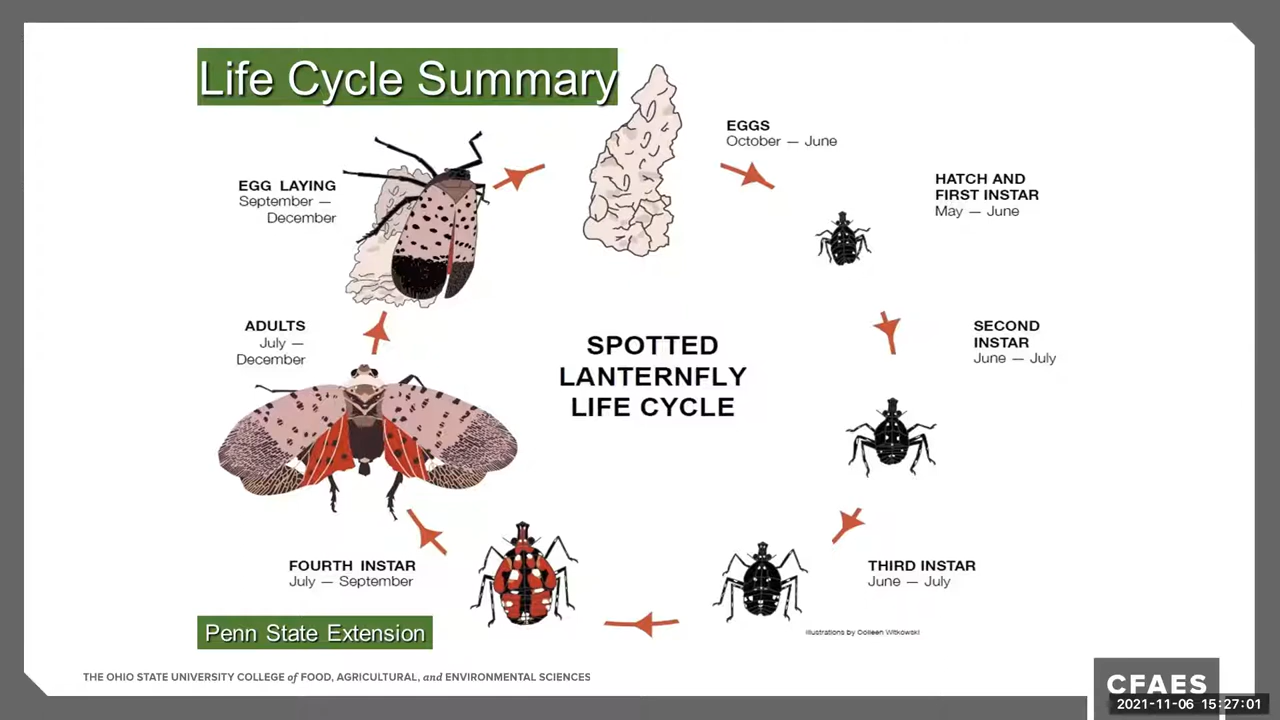 Life Cycle Summary
EGGS
October — June
HATCH AND
FIRST INSTAR
May — June
EGG LAYING
September —
December
SECOND
INSTAR
June — July
ADULTS
July —
December
SPOTTED
LANTERNFLY
LIFE CYCLE
THIRD INSTAR
June — July
FOURTH INSTAR
July — September
Illustrations by Colleen Witkowski
Penn State Extension
THE OHIO STATE UNIVERSITY COLLEGE of FOOD, AGRICULTURAL, and ENVIRONMENTAL SCIENCES
CFAES
2021-11-06 15:27:01